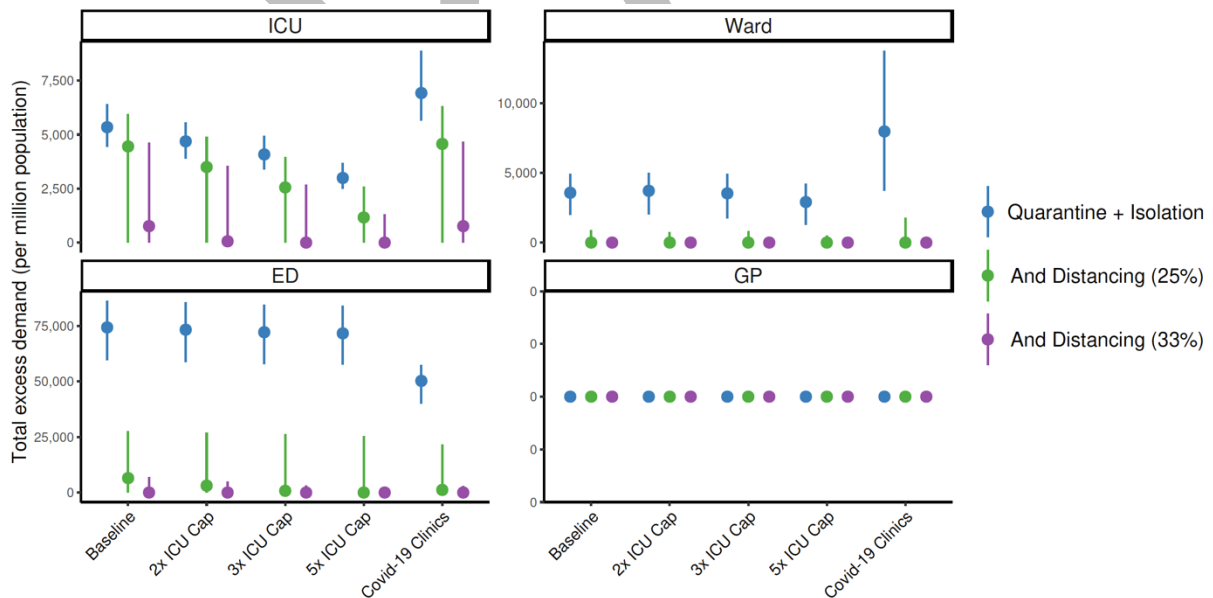 ICU
Ward
Total excess demand (per million population)
7,500
5,000
2,500
0
10,000
5,000
0
ED
GP
75,000
50,000
25,000
0
0
0
0
0
0
Baseline
2x ICU Cap
3x ICU Cap
5x ICU Cap
Covid-19 Clinics
Baseline
2x ICU Cap
3x ICU Cap
5x ICU Cap
Covid-19 Clinics
Quarantine + Isolation
And Distancing (25%)
And Distancing (33%)